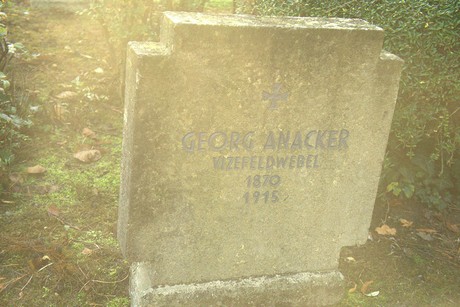 GEORG ANACKER
VIZEFELDWEBEL
1870
1915